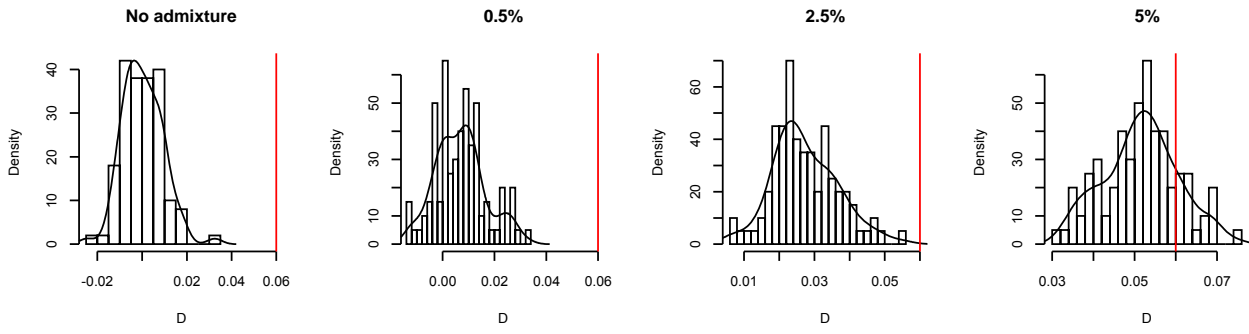 No admixture
Density
0 10 20 30 40
-0.02 0.02 0.04 0.06
D
0.5%
Density
0 10 30 50
0.00 0.02 0.04 0.06
D
2.5%
Density
0 20 40 60
0.01 0.03 0.05
D
5%
Density
0 10 30 50
0.03 0.05 0.07
D